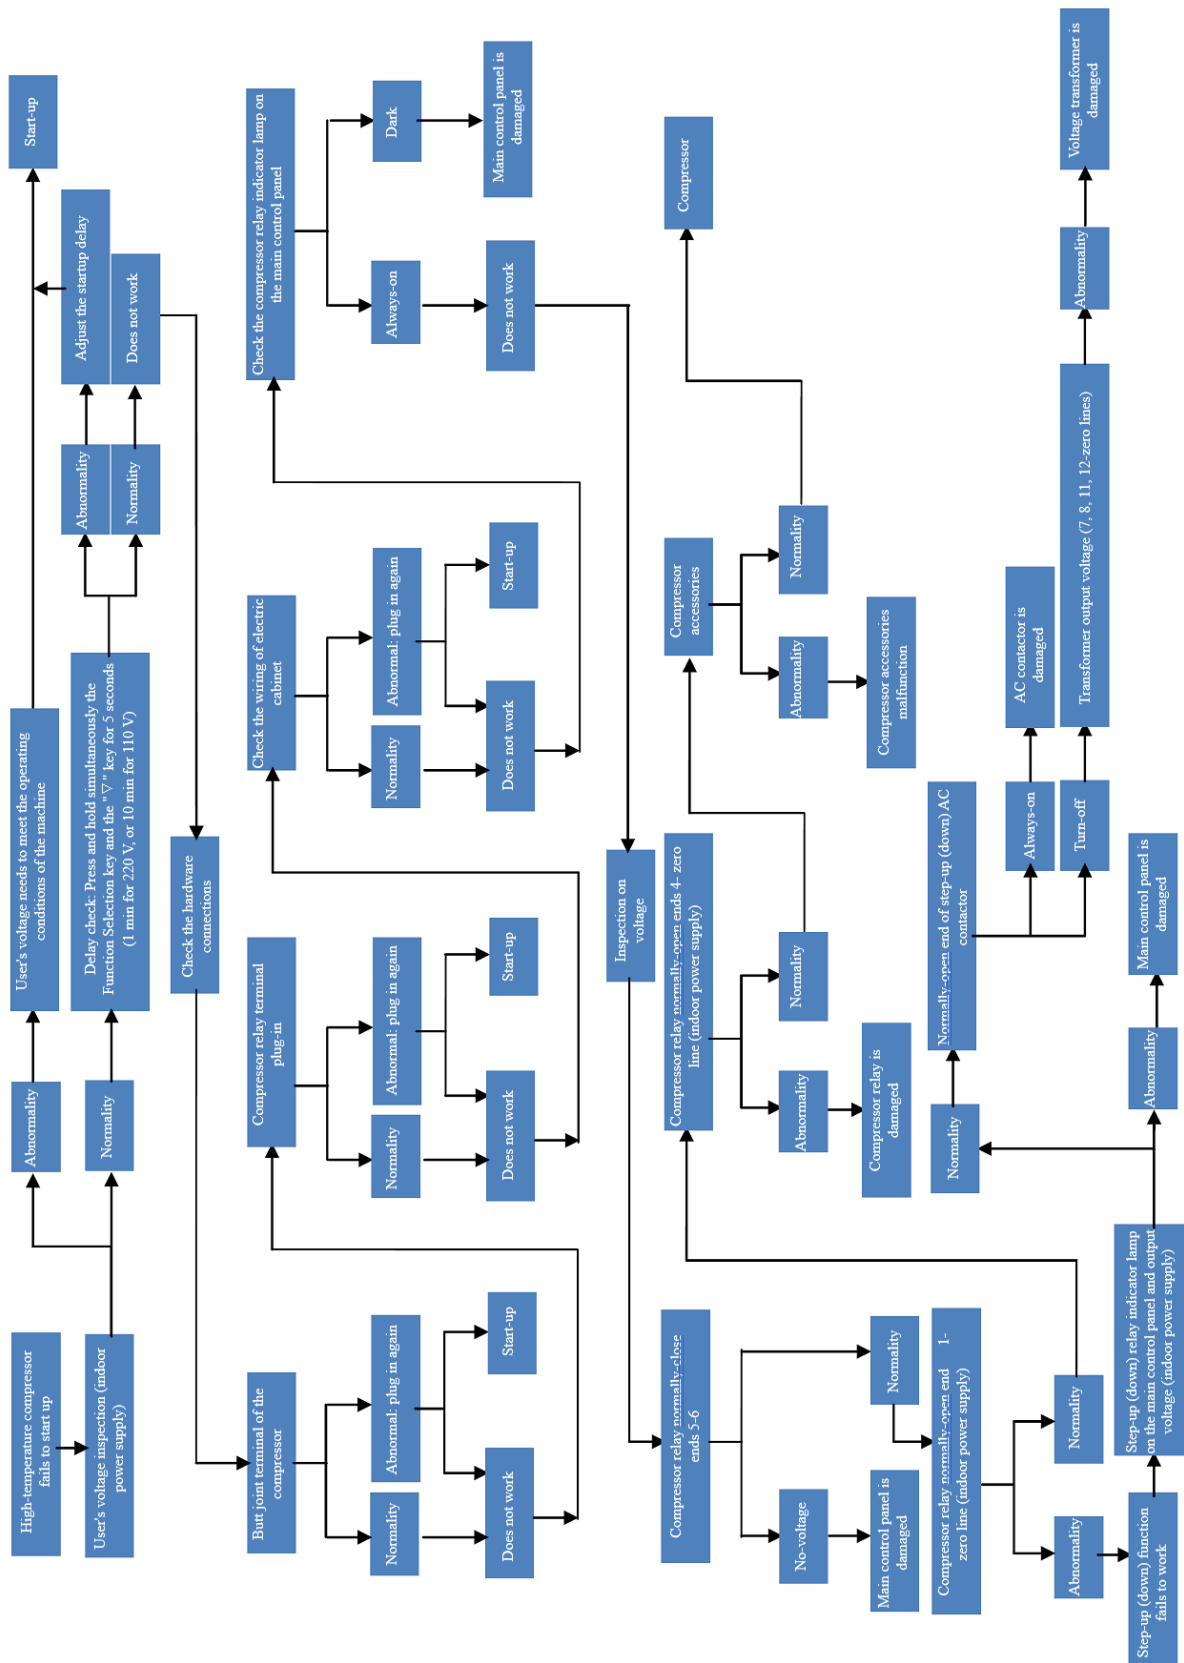 High-temperature compressor
fails to start up
User's voltage inspection (indoor
power supply)
Abnormality
Normality
User's voltage needs to meet the operating
conditions of the machine
Delay check: Press and hold simultaneously the
Function Selection key and the "▽" key for 5 seconds
(1 min for 220 V, or 10 min for 110 V)
Abnormality
Normality
Adjust the startup delay
Does not work
Start-up
Check the hardware
connections
Butt joint terminal of the
compressor
Normality
Abnormal: plug in again
Does not work
Start-up
Compressor relay terminal
plug-in
Normality
Abnormal: plug in again
Does not work
Start-up
Check the wiring of electric
cabinet
Normality
Abnormal: plug in again
Does not work
Start-up
Check the compressor relay indicator lamp on
the main control panel
Always-on
Dark
Does not work
Main control panel is
damaged
Inspection on
voltage
Compressor relay normally-close
ends 5-6
No-voltage
Normality
Main control panel is
damaged
Compressor relay normally-open end 1-
zero line (indoor power supply)
Abnormality
Normality
Step-up (down) function
fails to work
Compressor relay normally-open ends 4- zero
line (indoor power supply)
Abnormality
Normality
Compressor relay is
damaged
Compressor
accessories
Abnormality
Normality
Compressor accessories
malfunction
Compressor
Step-up (down) relay indicator lamp
on the main control panel and output
voltage (indoor power supply)
Normality
Abnormality
Main control panel is
damaged
Normally-open end of step-up (down) AC
contactor
Always-on
Turn-off
AC contactor is
damaged
Transformer output voltage (7, 8, 11, 12-zero lines)
Abnormality
Voltage transformer is
damaged